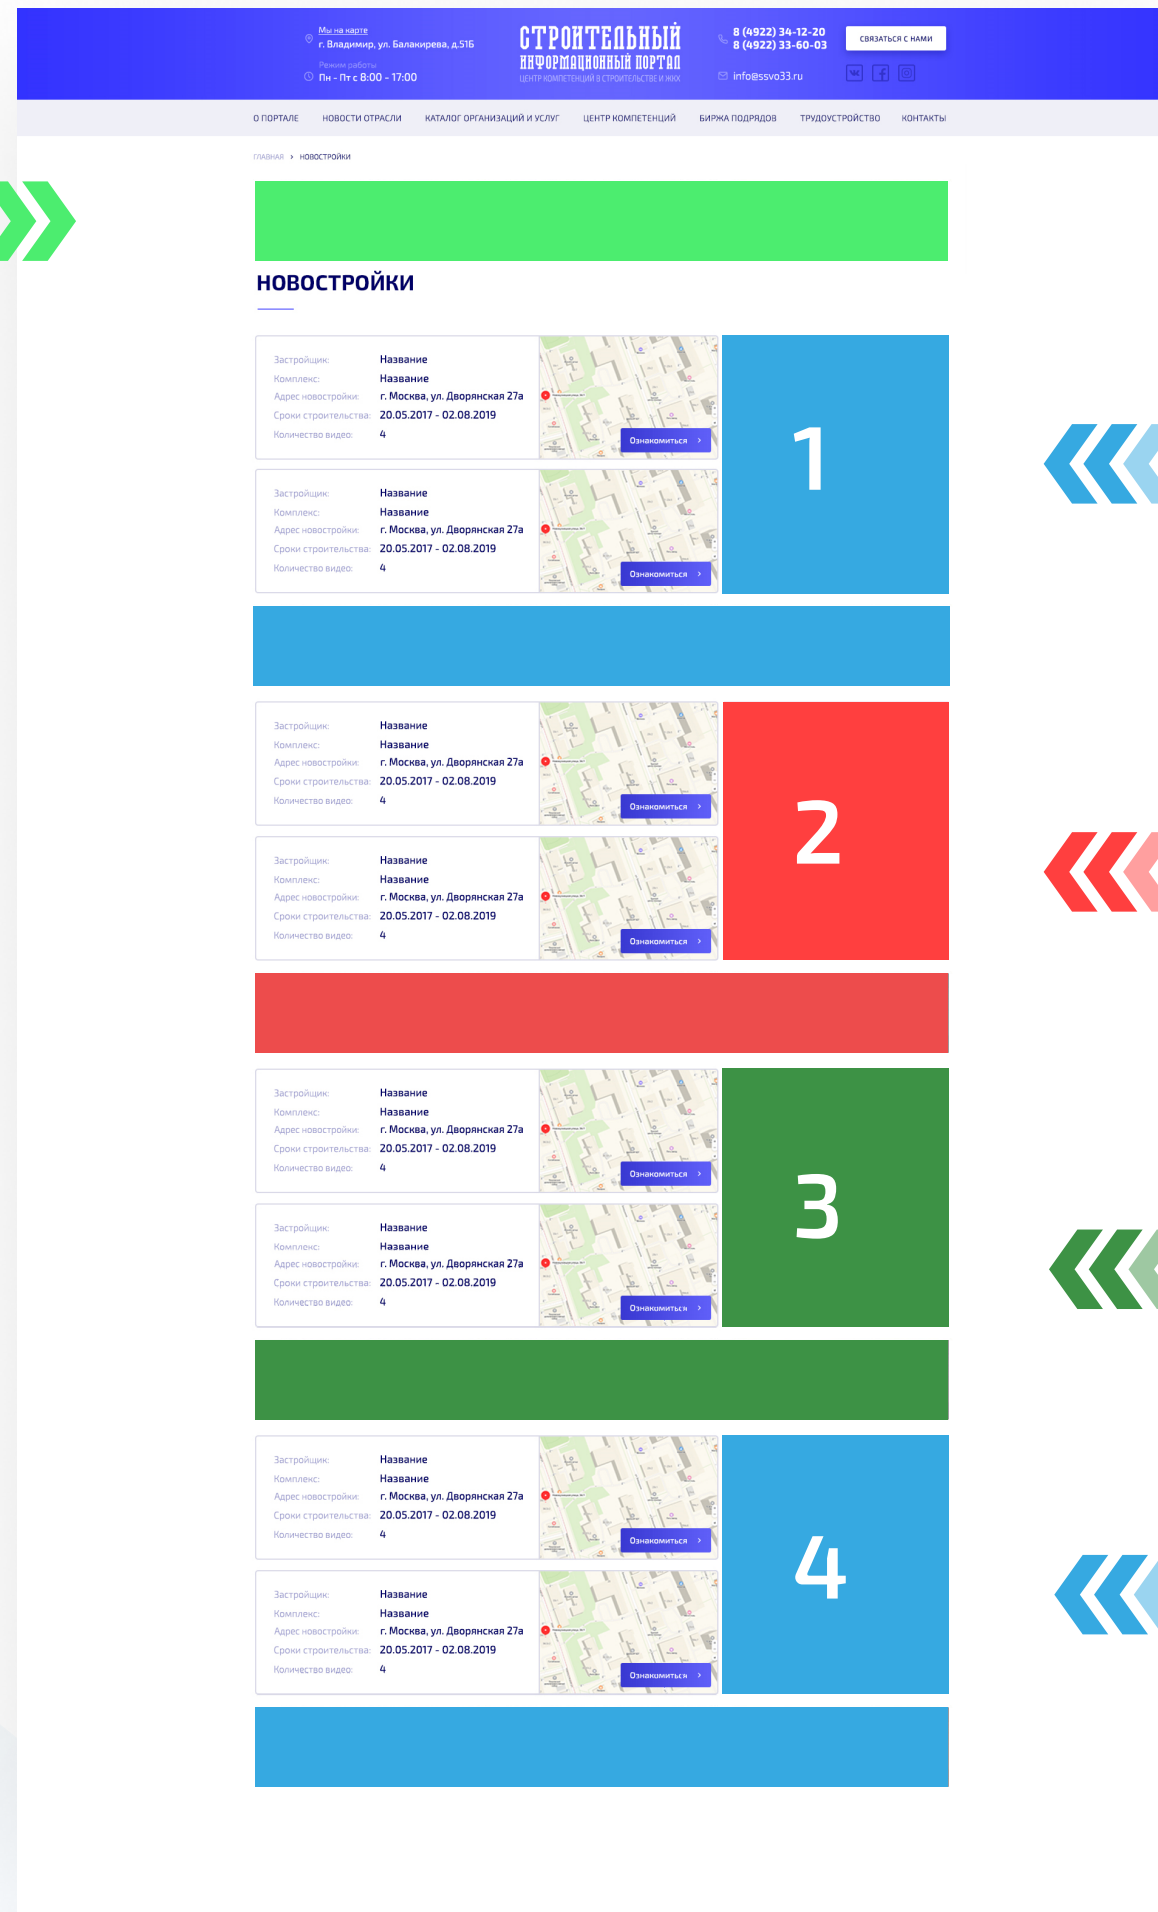 Мы на карте
г. Владимир, ул. Балакирева, д.51Б
Режим работы
Пн - Пт с 8:00 - 17:00
СТРОИТЕЛЬНЫЙ
ИНФОРМАЦИОННЫЙ ПОРТАЛ
ЦЕНТР КОМПЕТЕНЦИЙ В СТРОИТЕЛЬСТВЕ И ЖКХ
8 (4922) 34-12-20
8 (4922) 33-60-03
info@ssvo33.ru
СВЯЗАТЬСЯ С НАМИ
О ПОРТАЛЕ НОВОСТИ ОТРАСЛИ КАТАЛОГ ОРГАНИЗАЦИЙ И УСЛУГ ЦЕНТР КОМПЕТЕНЦИЙ БИРЖА ПОДРЯДОВ ТРУДОУСТРОЙСТВО КОНТАКТЫ
ГЛАВНАЯ › НОВОСТРОЙКИ
НОВОСТРОЙКИ
Застройщик: Название
Комплекс: Название
Адрес новостройки: г. Москва, ул. Дворянская 27а
Сроки строительства: 20.05.2017 - 02.08.2019
Количество видео: 4
Ознакомиться
Застройщик: Название
Комплекс: Название
Адрес новостройки: г. Москва, ул. Дворянская 27а
Сроки строительства: 20.05.2017 - 02.08.2019
Количество видео: 4
Ознакомиться
1
Застройщик: Название
Комплекс: Название
Адрес новостройки: г. Москва, ул. Дворянская 27а
Сроки строительства: 20.05.2017 - 02.08.2019
Количество видео: 4
Ознакомиться
Застройщик: Название
Комплекс: Название
Адрес новостройки: г. Москва, ул. Дворянская 27а
Сроки строительства: 20.05.2017 - 02.08.2019
Количество видео: 4
Ознакомиться
2
Застройщик: Название
Комплекс: Название
Адрес новостройки: г. Москва, ул. Дворянская 27а
Сроки строительства: 20.05.2017 - 02.08.2019
Количество видео: 4
Ознакомиться
Застройщик: Название
Комплекс: Название
Адрес новостройки: г. Москва, ул. Дворянская 27а
Сроки строительства: 20.05.2017 - 02.08.2019
Количество видео: 4
Ознакомиться
3
Застройщик: Название
Комплекс: Название
Адрес новостройки: г. Москва, ул. Дворянская 27а
Сроки строительства: 20.05.2017 - 02.08.2019
Количество видео: 4
Ознакомиться
Застройщик: Название
Комплекс: Название
Адрес новостройки: г. Москва, ул. Дворянская 27а
Сроки строительства: 20.05.2017 - 02.08.2019
Количество видео: 4
Ознакомиться
4